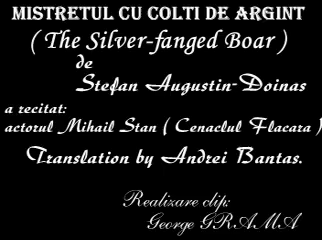 MISTRETUL CU COLTI DE ARGINT
( The Silver-fanged Boar )
de
Stefan Augustin-Doinas
a recitat:
actorul Mihail Stan ( Cenaclul Flacara )
Translation by Andrei Bantas.
Realizare clip:
George GRAMA